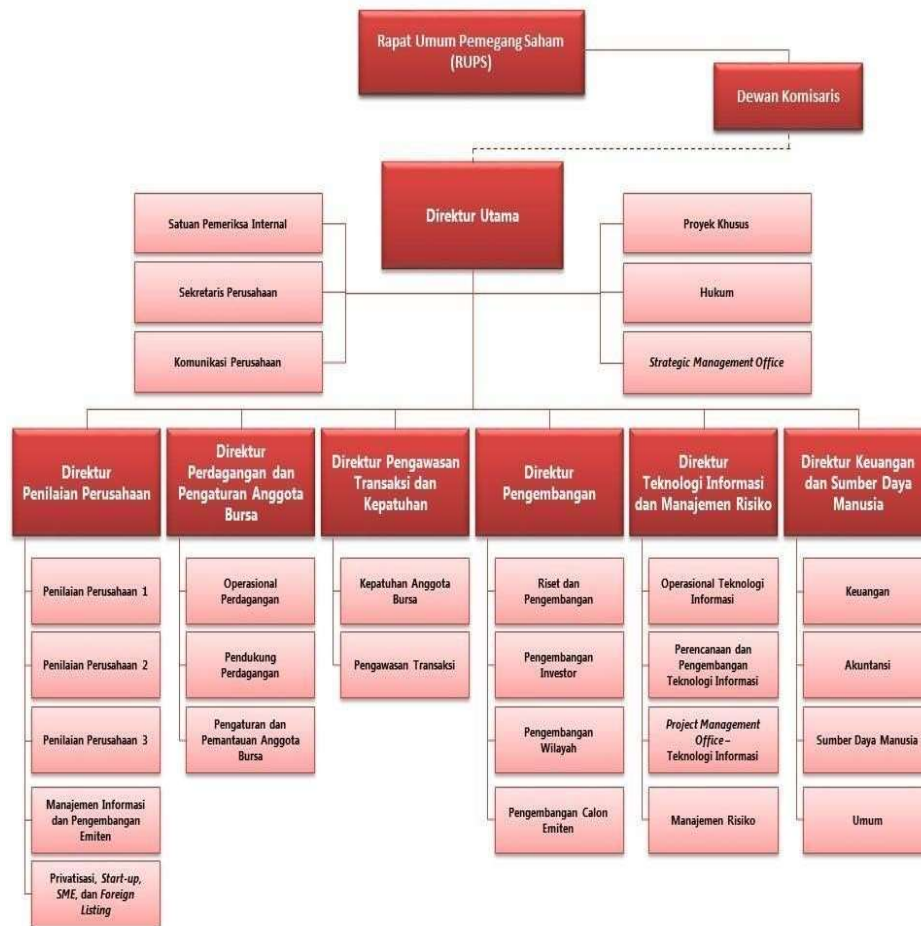 Rapat Umum Pemegang Saham
(RUPS)
Dewan Komisaris
Direktur Utama
Satuan Pemeriksa Internal
Sekretaris Perusahaan
Komunikasi Perusahaan
Proyek Khusus
Hukum
Strategic Management Office
Direktur
Penilaian Perusahaan
Penilaian Perusahaan 1
Penilaian Perusahaan 2
Penilaian Perusahaan 3
Manajemen Informasi
dan Pengembangan
Emiten
Privatisasi, Start-up,
SME, dan Foreign
Listing
Direktur
Perdagangan dan
Pengaturan Anggota
Bursa
Operasional
Perdagangan
Pendukung
Perdagangan
Pengaturan dan
Pemantauan Anggota
Bursa
Direktur Pengawasan
Transaksi dan
Kepatuhan
Kepatuhan Anggota
Bursa
Pengawasan Transaksi
Direktur
Pengembangan
Riset dan
Pengembangan
Pengembangan
Investor
Pengembangan
Wilayah
Pengembangan Calon
Emiten
Direktur
Teknologi Informasi
dan Manajemen Risiko
Operasional Teknologi
Informasi
Perencanaan dan
Pengembangan
Teknologi Informasi
Project Management
Office –
Teknologi Informasi
Manajemen Risiko
Direktur Keuangan
dan Sumber Daya
Manusia
Keuangan
Akuntansi
Sumber Daya Manusia
Umum